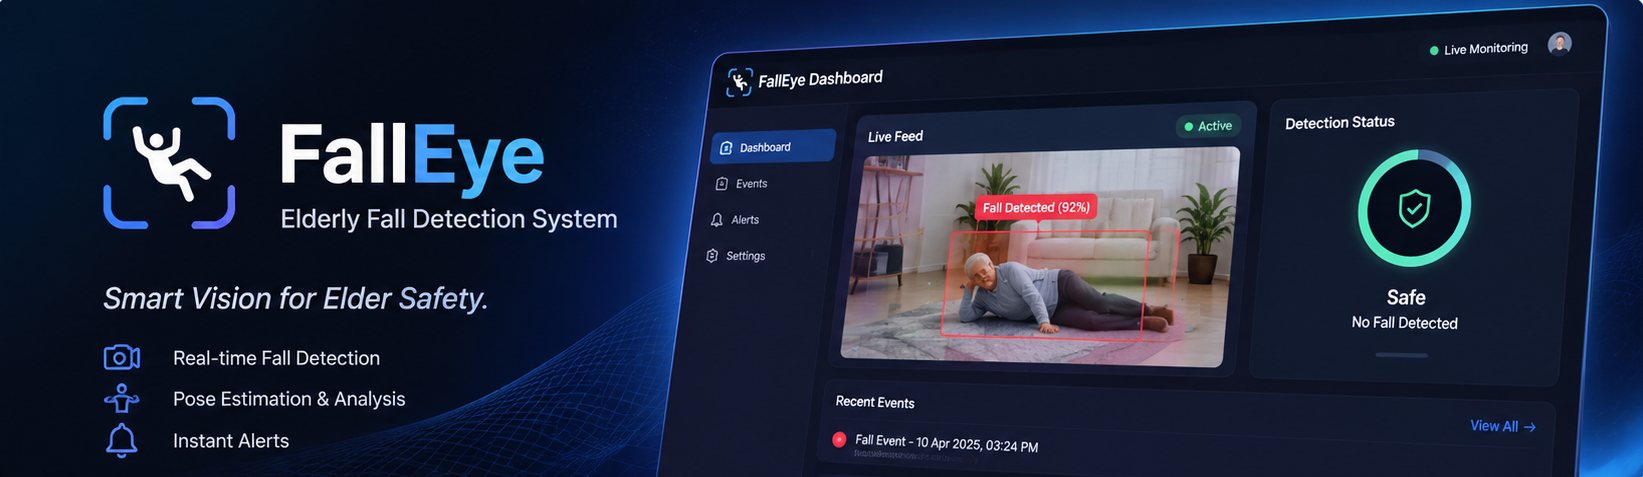 FallEye
Elderly Fall Detection System
Smart Vision for Elder Safety.
Real-time Fall Detection
Pose Estimation & Analysis
Instant Alerts
FallEye Dashboard
Live Monitoring
Dashboard
Events
Alerts
Settings
Live Feed
Active
Fall Detected (92%)
Detection Status
Safe
No Fall Detected
Recent Events
View All →
Fall Event - 10 Apr 2025, 03:24 PM